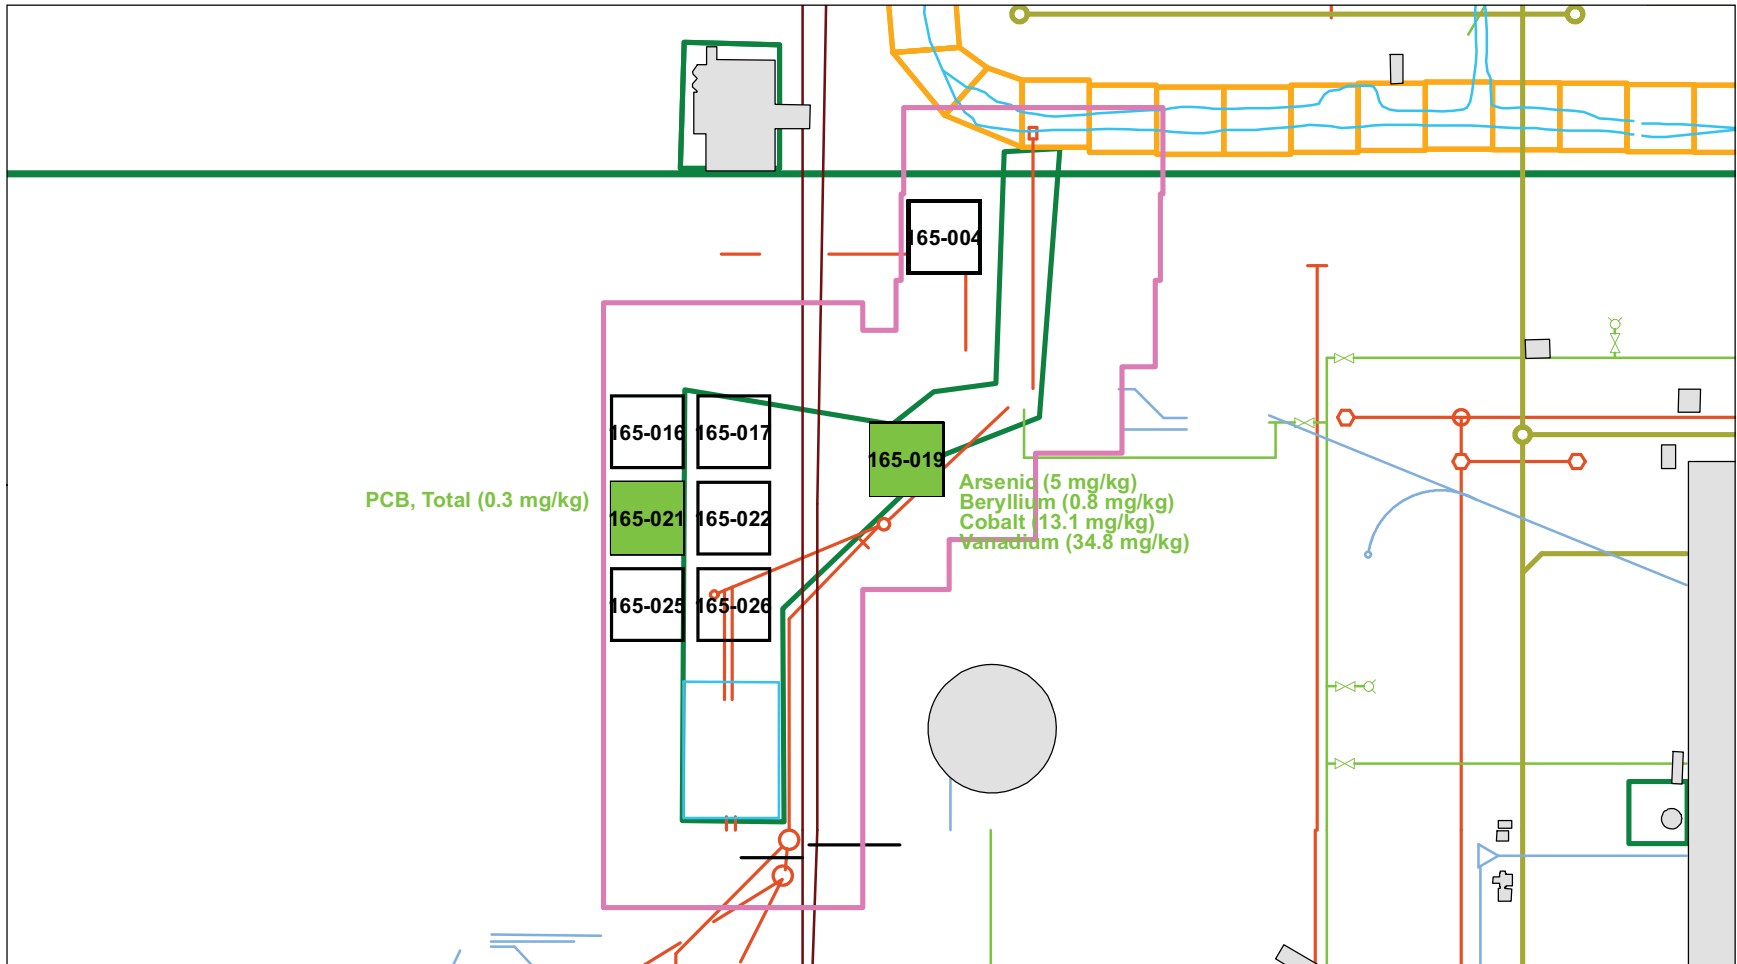 165-004
165-016
165-017
165-019
PCB, Total (0.3 mg/kg)
165-021
165-022
Arsenic (5 mg/kg)
Beryllium (0.8 mg/kg)
Cobalt (13.1 mg/kg)
Vanadium (34.8 mg/kg)
165-025
165-026